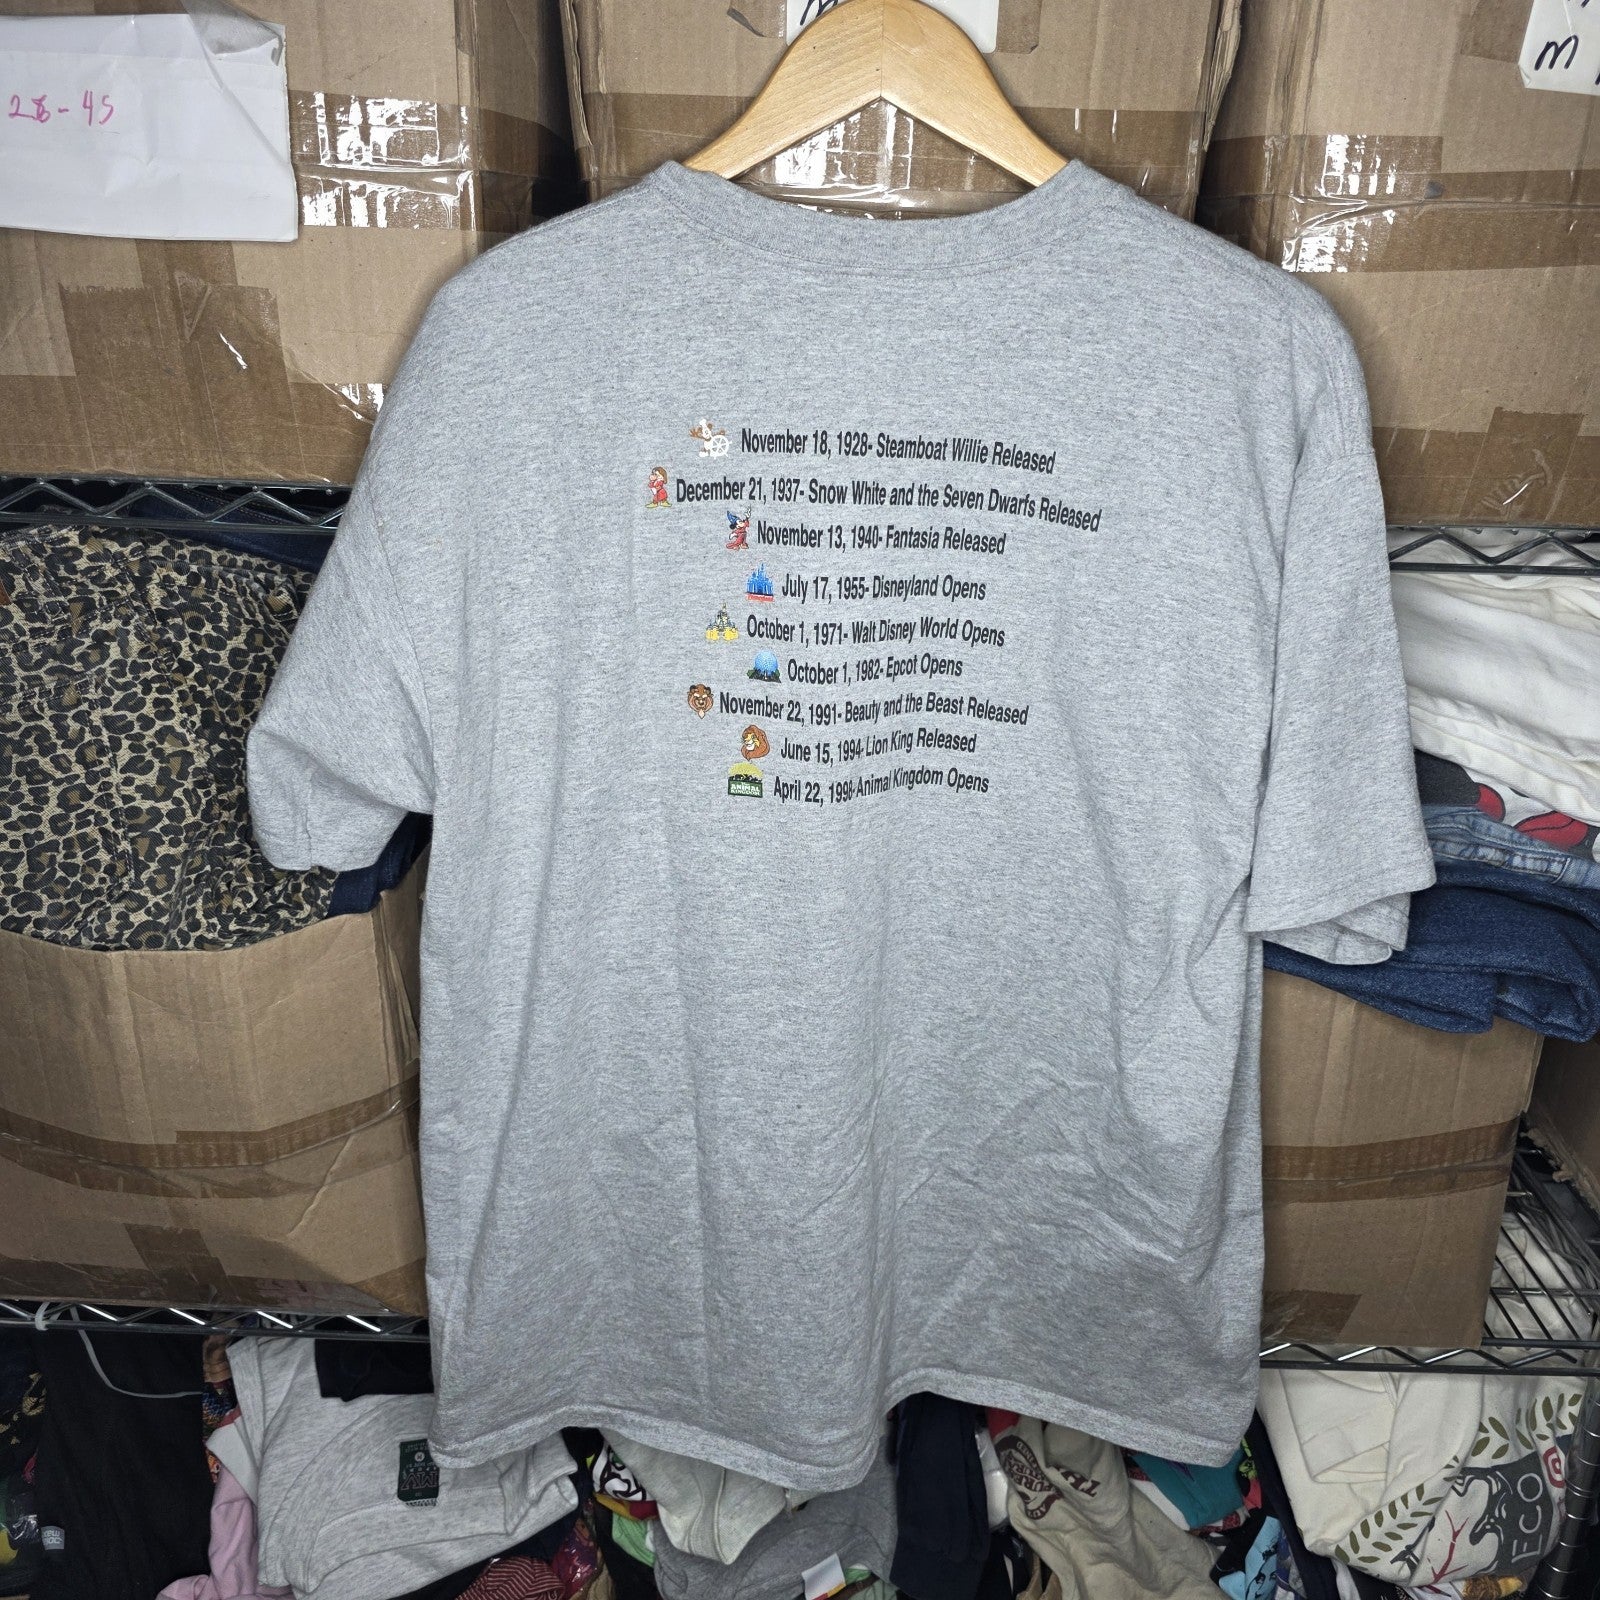 28-45
M
November 18, 1928- Steamboat Willie Released
December 21, 1937- Snow White and the Seven Dwarfs Released
November 13, 1940- Fantasia Released
July 17, 1955- Disneyland Opens
October 1, 1971- Walt Disney World Opens
October 1, 1982- Epcot Opens
November 22, 1991- Beauty and the Beast Released
June 15, 1994- Lion King Released
ANIMAL
KINGDOM
April 22, 1998- Animal Kingdom Opens
ECO